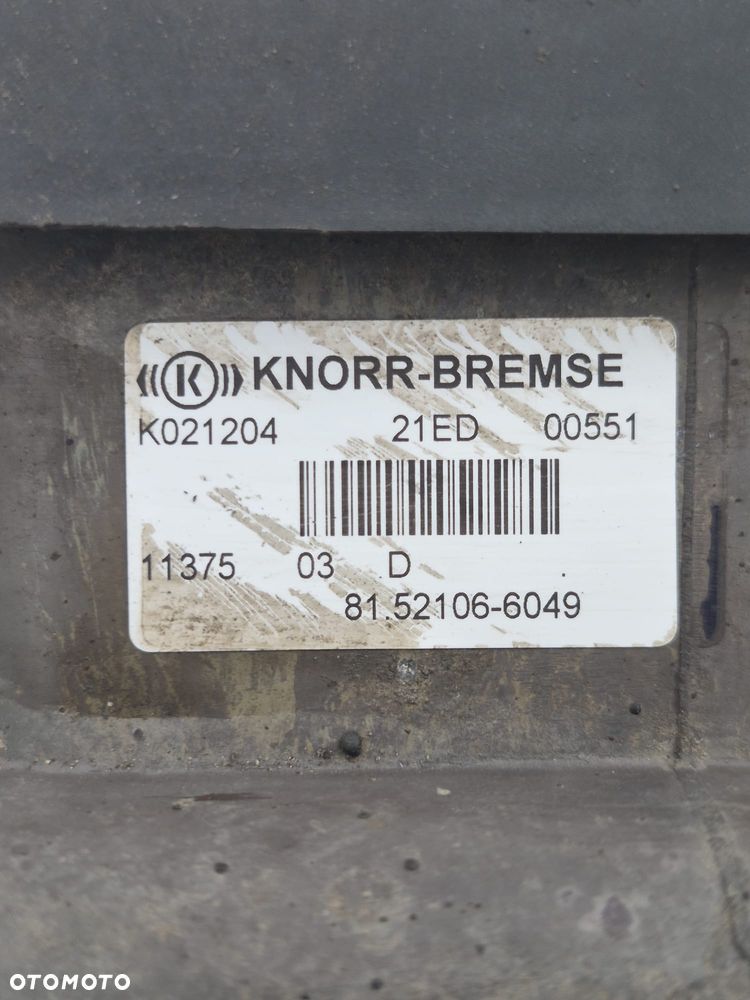 K KNORR-BREMSE
K021204 21ED 00551
11375 03 D
81.52106-6049
OTOMOTO